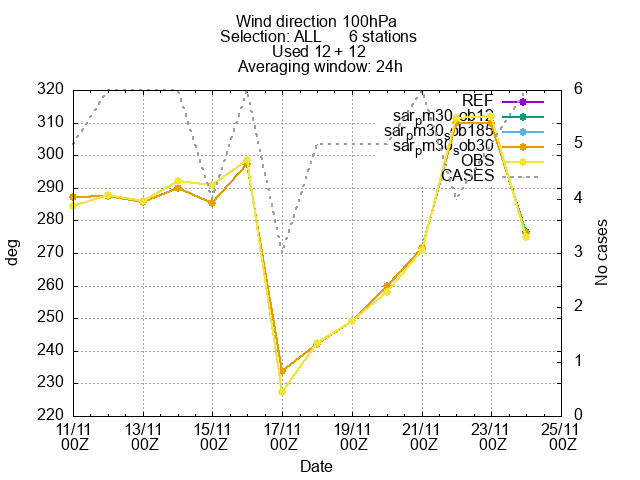 Wind direction 100hPa
Selection: ALL 6 stations
Used 12 + 12
Averaging window: 24h
320
310
300
290
280
270
260
250
240
230
220
deg
6
5
4
3
2
1
0
No cases
REF
sar_pm30_sob12
sar_pm30_sob185
sar_pm30_sob30
OBS
CASES
11/11 13/11 15/11 17/11 19/11 21/11 23/11 25/11
00Z 00Z 00Z 00Z 00Z 00Z 00Z 00Z
Date